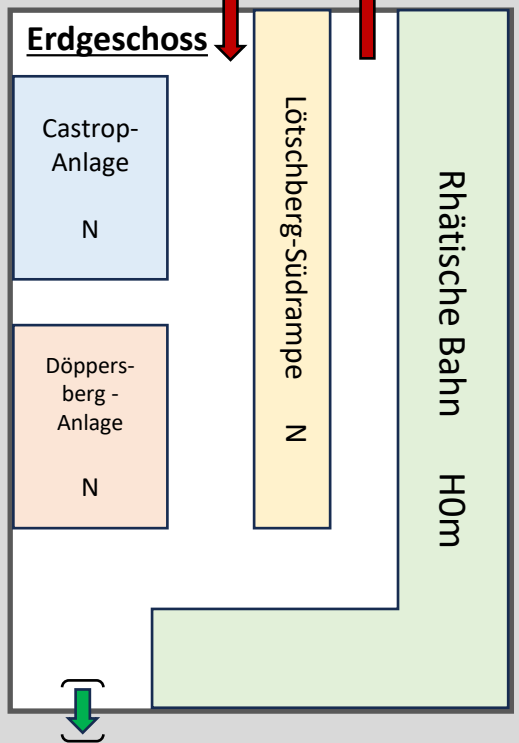 Erdgeschoss
Castrop-
Anlage
N
Döppers-
berg -
Anlage
N
Lötschberg-Südrampe N
Rhätische Bahn H0m